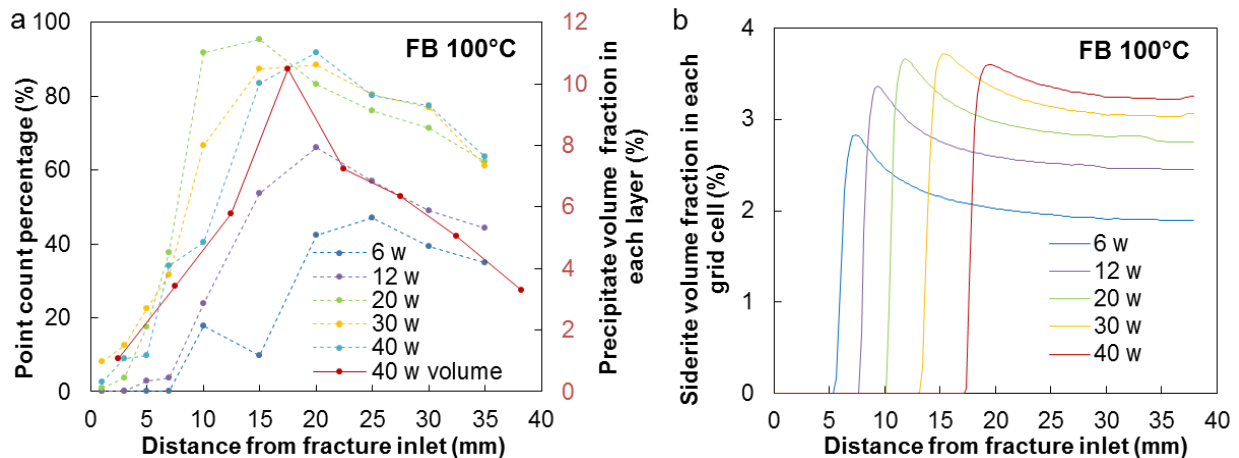 a
FB 100°C
Point count percentage (%)
100
80
60
40
20
0
12
10
8
6
4
2
0
Precipitate volume fraction in
each layer (%)
6 w
12 w
20 w
30 w
40 w
40 w volume
0 5 10 15 20 25 30 35 40
Distance from fracture inlet (mm)
b
FB 100°C
Siderite volume fraction in each
grid cell (%)
4
3
2
1
0
6 w
12 w
20 w
30 w
40 w
0 5 10 15 20 25 30 35 40
Distance from fracture inlet (mm)